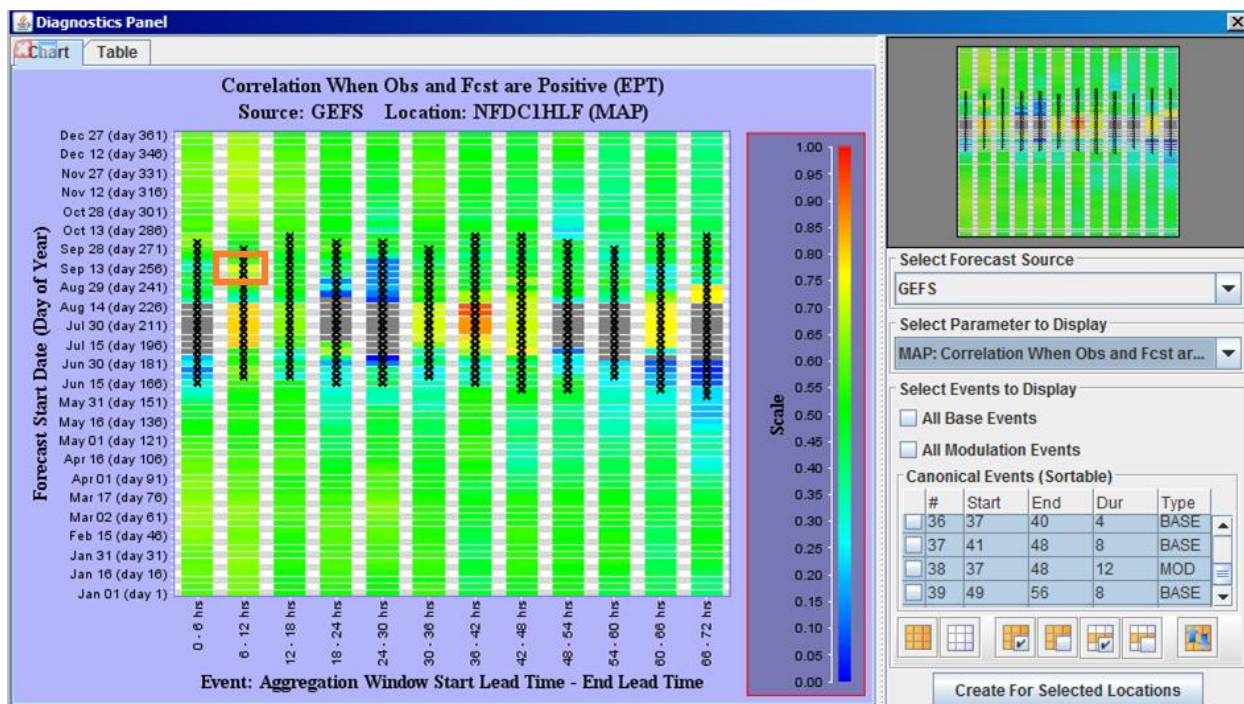 Diagnostics Panel
Chart
Table
Correlation When Obs and Fcst are Positive (EPT)
Source: GEFS Location: NFDC1HLF (MAP)
Forecast Start Date (Day of Year)
Dec 27 (day 361)
Dec 12 (day 346)
Nov 27 (day 331)
Nov 12 (day 316)
Oct 28 (day 301)
Oct 13 (day 286)
Sep 28 (day 271)
Sep 13 (day 256)
Aug 29 (day 241)
Aug 14 (day 226)
Jul 30 (day 211)
Jul 15 (day 196)
Jun 30 (day 181)
Jun 15 (day 166)
May 31 (day 151)
May 16 (day 136)
May 01 (day 121)
Apr 16 (day 106)
Apr 01 (day 91)
Mar 17 (day 76)
Mar 02 (day 61)
Feb 15 (day 46)
Jan 31 (day 31)
Jan 16 (day 16)
Jan 01 (day 1)
0 - 6 hrs
6 - 12 hrs
12 - 18 hrs
18 - 24 hrs
24 - 30 hrs
30 - 36 hrs
36 - 42 hrs
42 - 48 hrs
48 - 54 hrs
54 - 60 hrs
60 - 66 hrs
66 - 72 hrs
Event: Aggregation Window Start Lead Time - End Lead Time
Scale
1.00
0.95
0.90
0.85
0.80
0.75
0.70
0.65
0.60
0.55
0.50
0.45
0.40
0.35
0.30
0.25
0.20
0.15
0.10
0.05
0.00
Select Forecast Source
GEFS
Select Parameter to Display
MAP: Correlation When Obs and Fcst ar...
Select Events to Display
All Base Events
All Modulation Events
Canonical Events (Sortable)
# Start End Dur Type
36 37 40 4 BASE
37 41 48 8 BASE
38 37 48 12 MOD
39 49 56 8 BASE
Create For Selected Locations